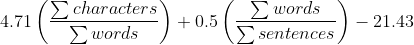 4.71 ( ∑ characters / ∑ words ) + 0.5 ( ∑ words / ∑ sentences ) − 21.43